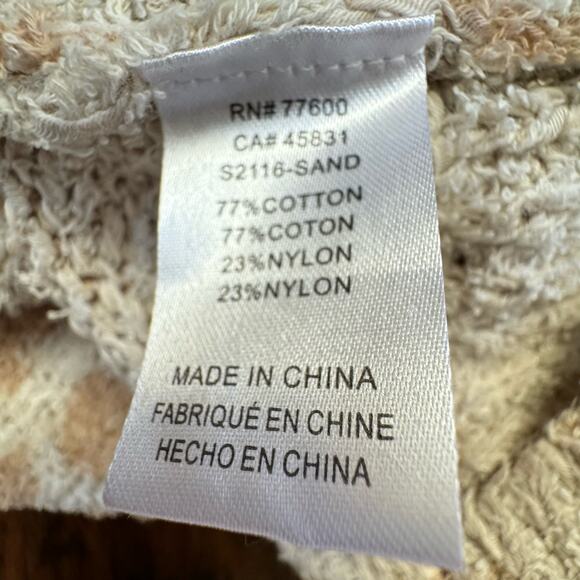 RN# 77600
CA# 45831
S2116-SAND
77%COTTON
77%COTON
23%NYLON
23%NYLON
MADE IN CHINA
FABRIQUÉ EN CHINE
HECHO EN CHINA